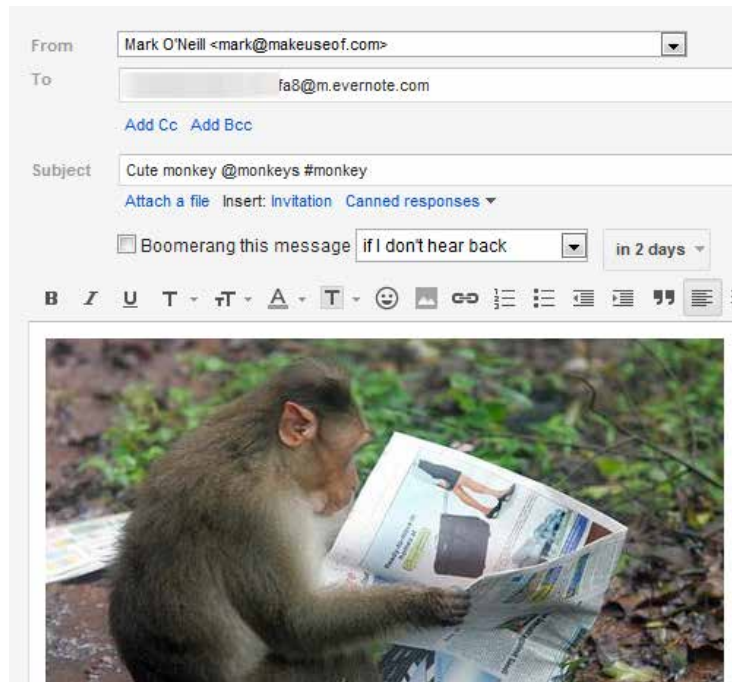 From Mark O'Neill <mark@makeuseof.com>
To fa8@m.evernote.com
Add Cc Add Bcc
Subject Cute monkey @monkeys #monkey
Attach a file Insert: Invitation Canned responses
Boomerang this message if I don't hear back in 2 days
B I U T T A T